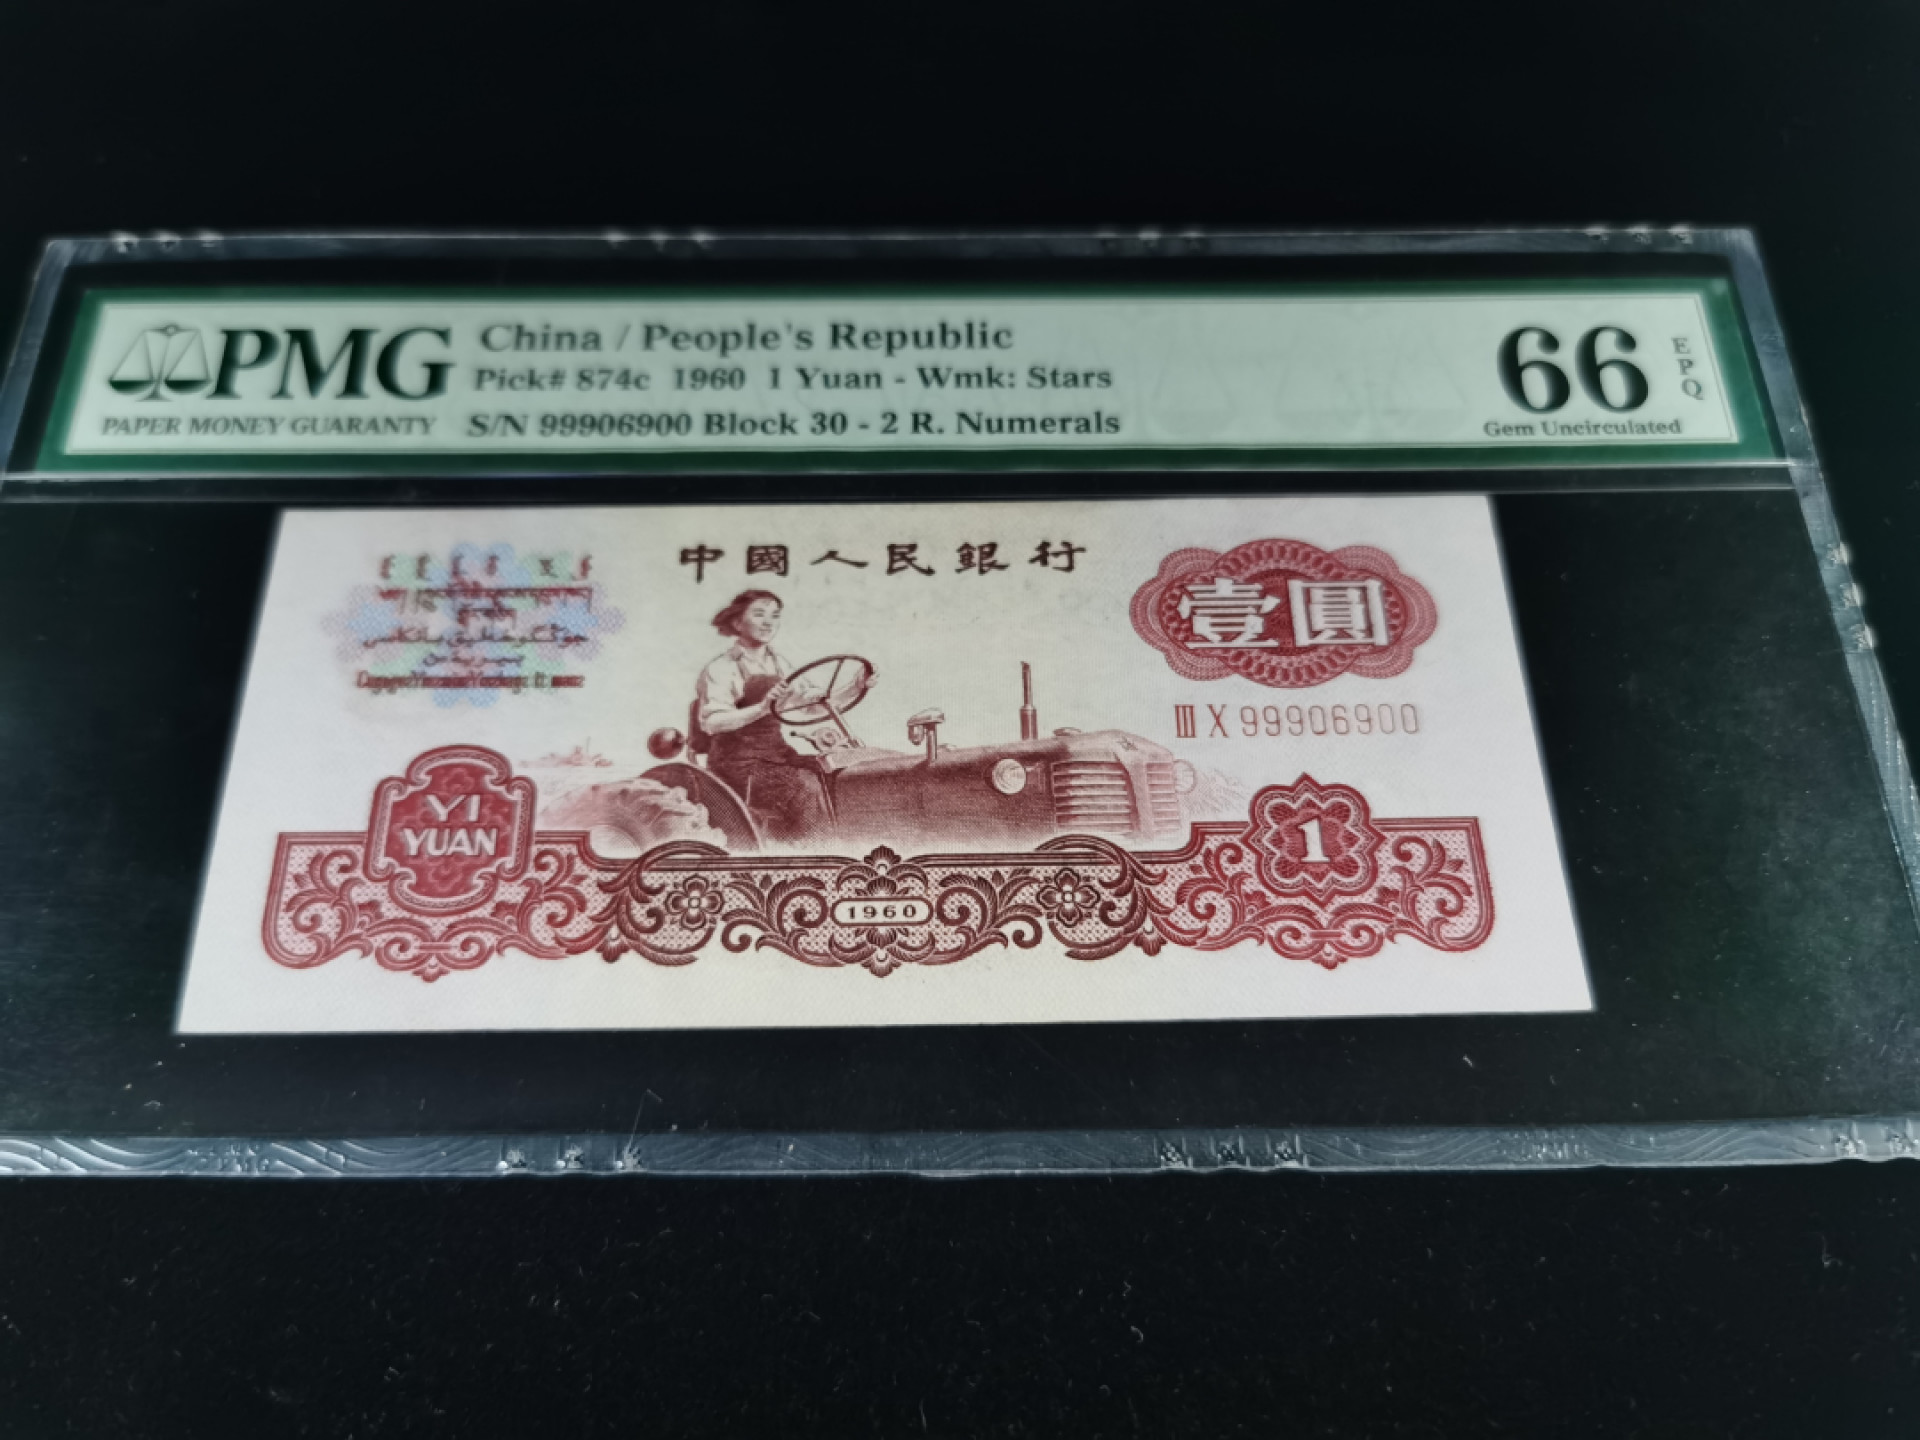 PMG
PAPER MONEY GUARANTY
China / People's Republic
Pick# 874c 1960 1 Yuan - Wmk: Stars
S/N 99906900 Block 30 - 2 R. Numerals
66
EPQ
Gem Uncirculated
中國人民銀行
壹圓
III X 99906900
YI
YUAN
1
1960